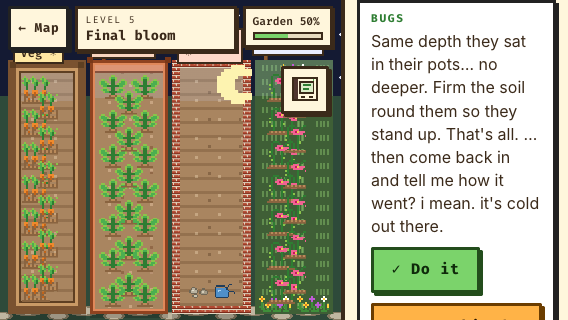 ← Map
LEVEL 5
Final bloom
Garden 50%
Veg
BUGS
Same depth they sat
in their pots... no
deeper. Firm the soil
round them so they
stand up. That's all. ...
then come back in
and tell me how it
went? i mean. it's cold
out there.
✓ Do it